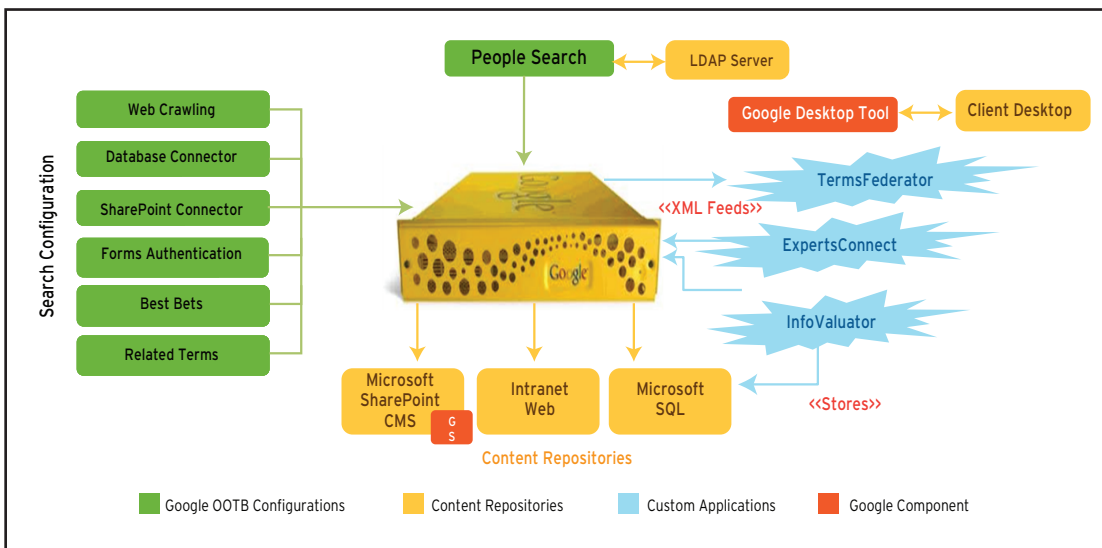 People Search
LDAP Server
Google Desktop Tool
Client Desktop
Search Configuration
Web Crawling
Database Connector
SharePoint Connector
Forms Authentication
Best Bets
Related Terms
Google
Google
TermsFederator
<<XML Feeds>>
ExpertsConnect
InfoValuator
<<Stores>>
Microsoft
SharePoint
CMS
G
S
Intranet
Web
Microsoft
SQL
Content Repositories
Google OOTB Configurations
Content Repositories
Custom Applications
Google Component